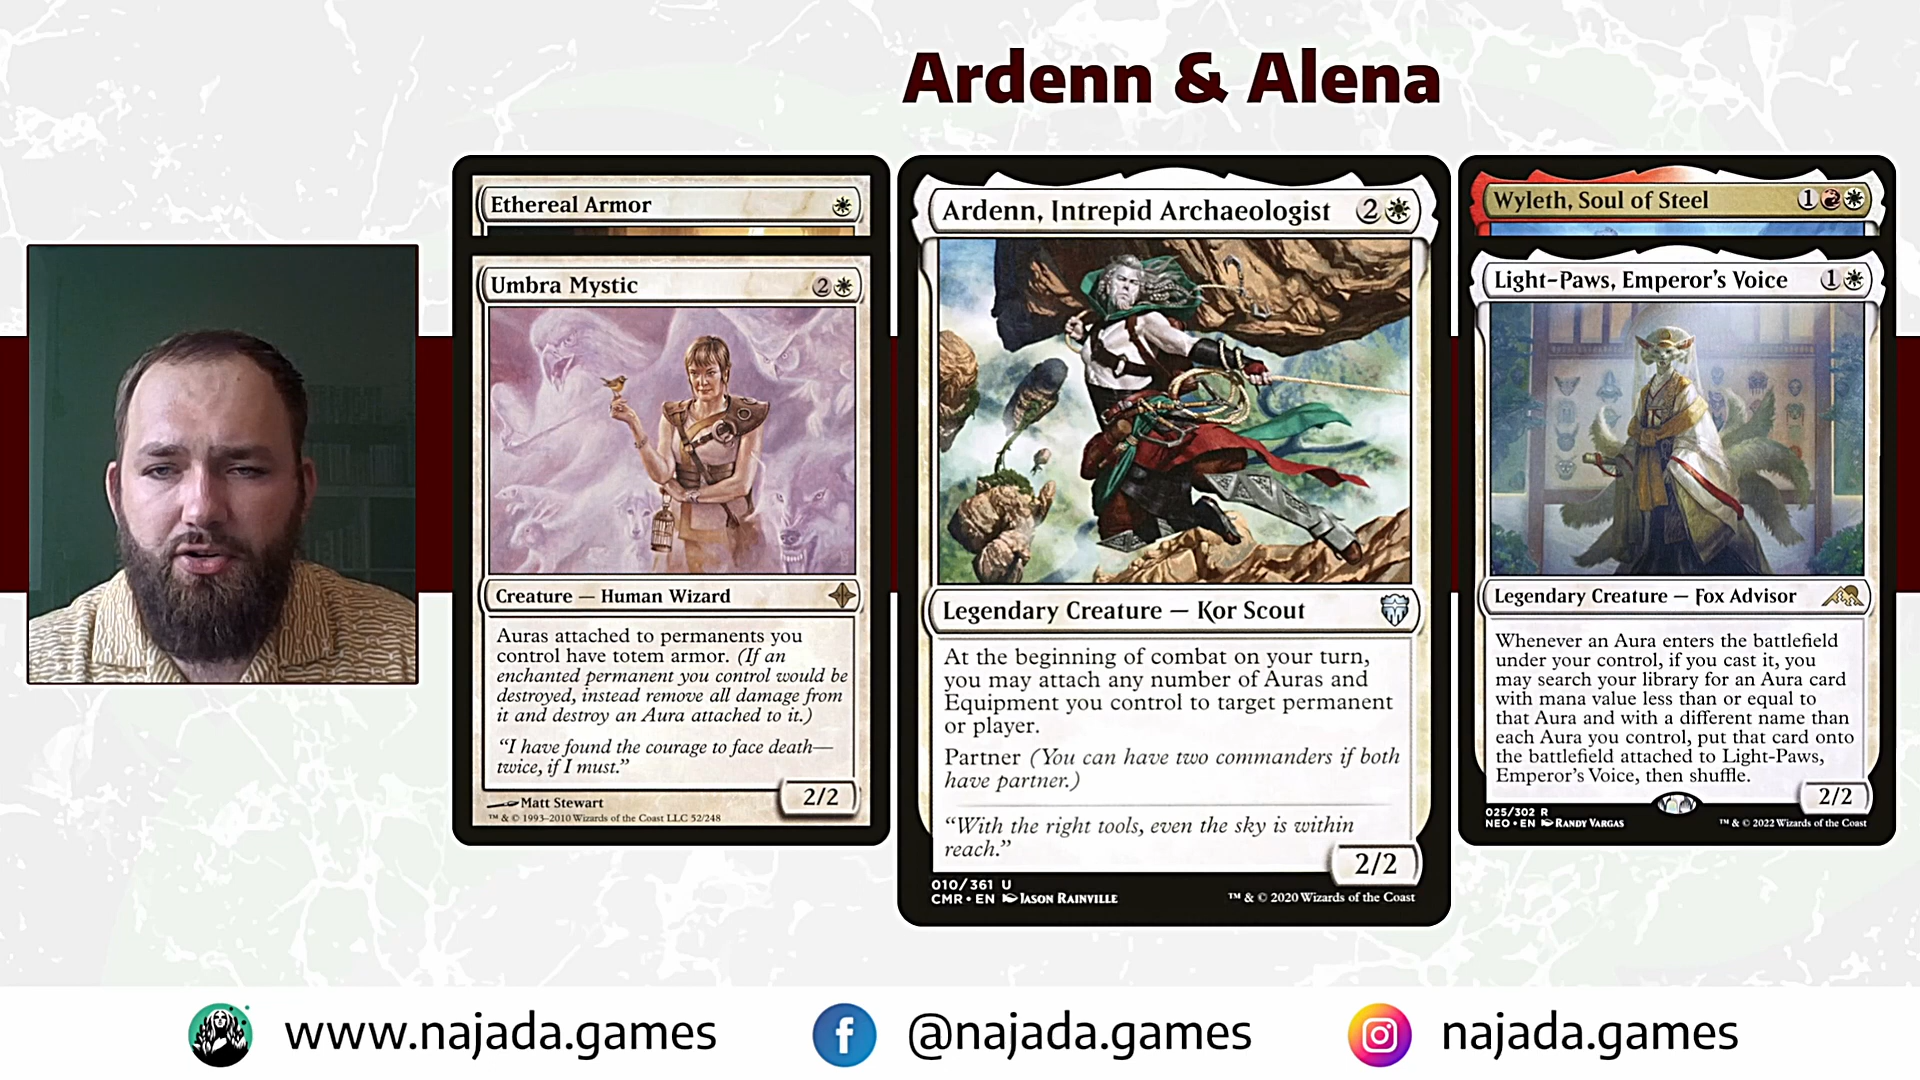 Ardenn & Alena
Ethereal Armor
Umbra Mystic 2
Creature — Human Wizard
Auras attached to permanents you
control have totem armor. (If an
enchanted permanent you control would be
destroyed, instead remove all damage from
it and destroy an Aura attached to it.)
“I have found the courage to face death—
twice, if I must.”
2/2
Matt Stewart
™ & © 1993–2010 Wizards of the Coast LLC 52/248
Ardenn, Intrepid Archaeologist 2
Legendary Creature — Kor Scout
At the beginning of combat on your turn,
you may attach any number of Auras and
Equipment you control to target permanent
or player.
Partner (You can have two commanders if both
have partner.)
“With the right tools, even the sky is within
reach.”
2/2
010/361 U
CMR • EN Jason Rainville ™ & © 2020 Wizards of the Coast
Wyleth, Soul of Steel 1
Light-Paws, Emperor’s Voice 1
Legendary Creature — Fox Advisor
Whenever an Aura enters the battlefield
under your control, if you cast it, you
may search your library for an Aura card
with mana value less than or equal to
that Aura and with a different name than
each Aura you control, put that card onto
the battlefield attached to Light-Paws,
Emperor’s Voice, then shuffle.
2/2
025/302 R
NEO • EN Randy Vargas ™ & © 2022 Wizards of the Coast
www.najada.games @najada.games najada.games